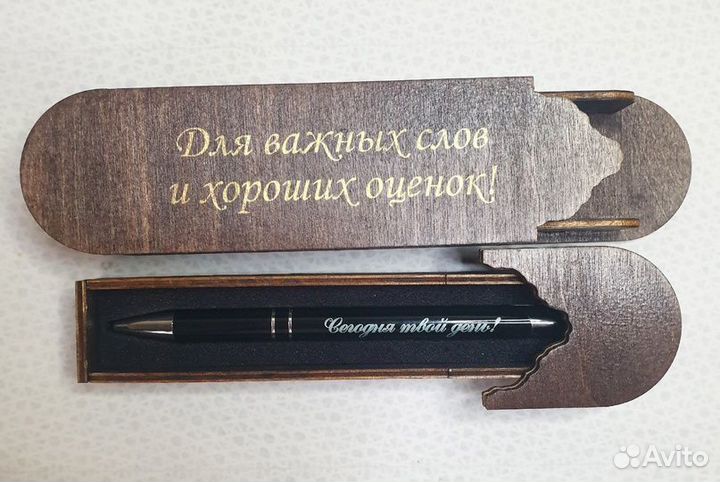 Для важных слов
и хороших оценок!
Сегодня твой день!
Avito